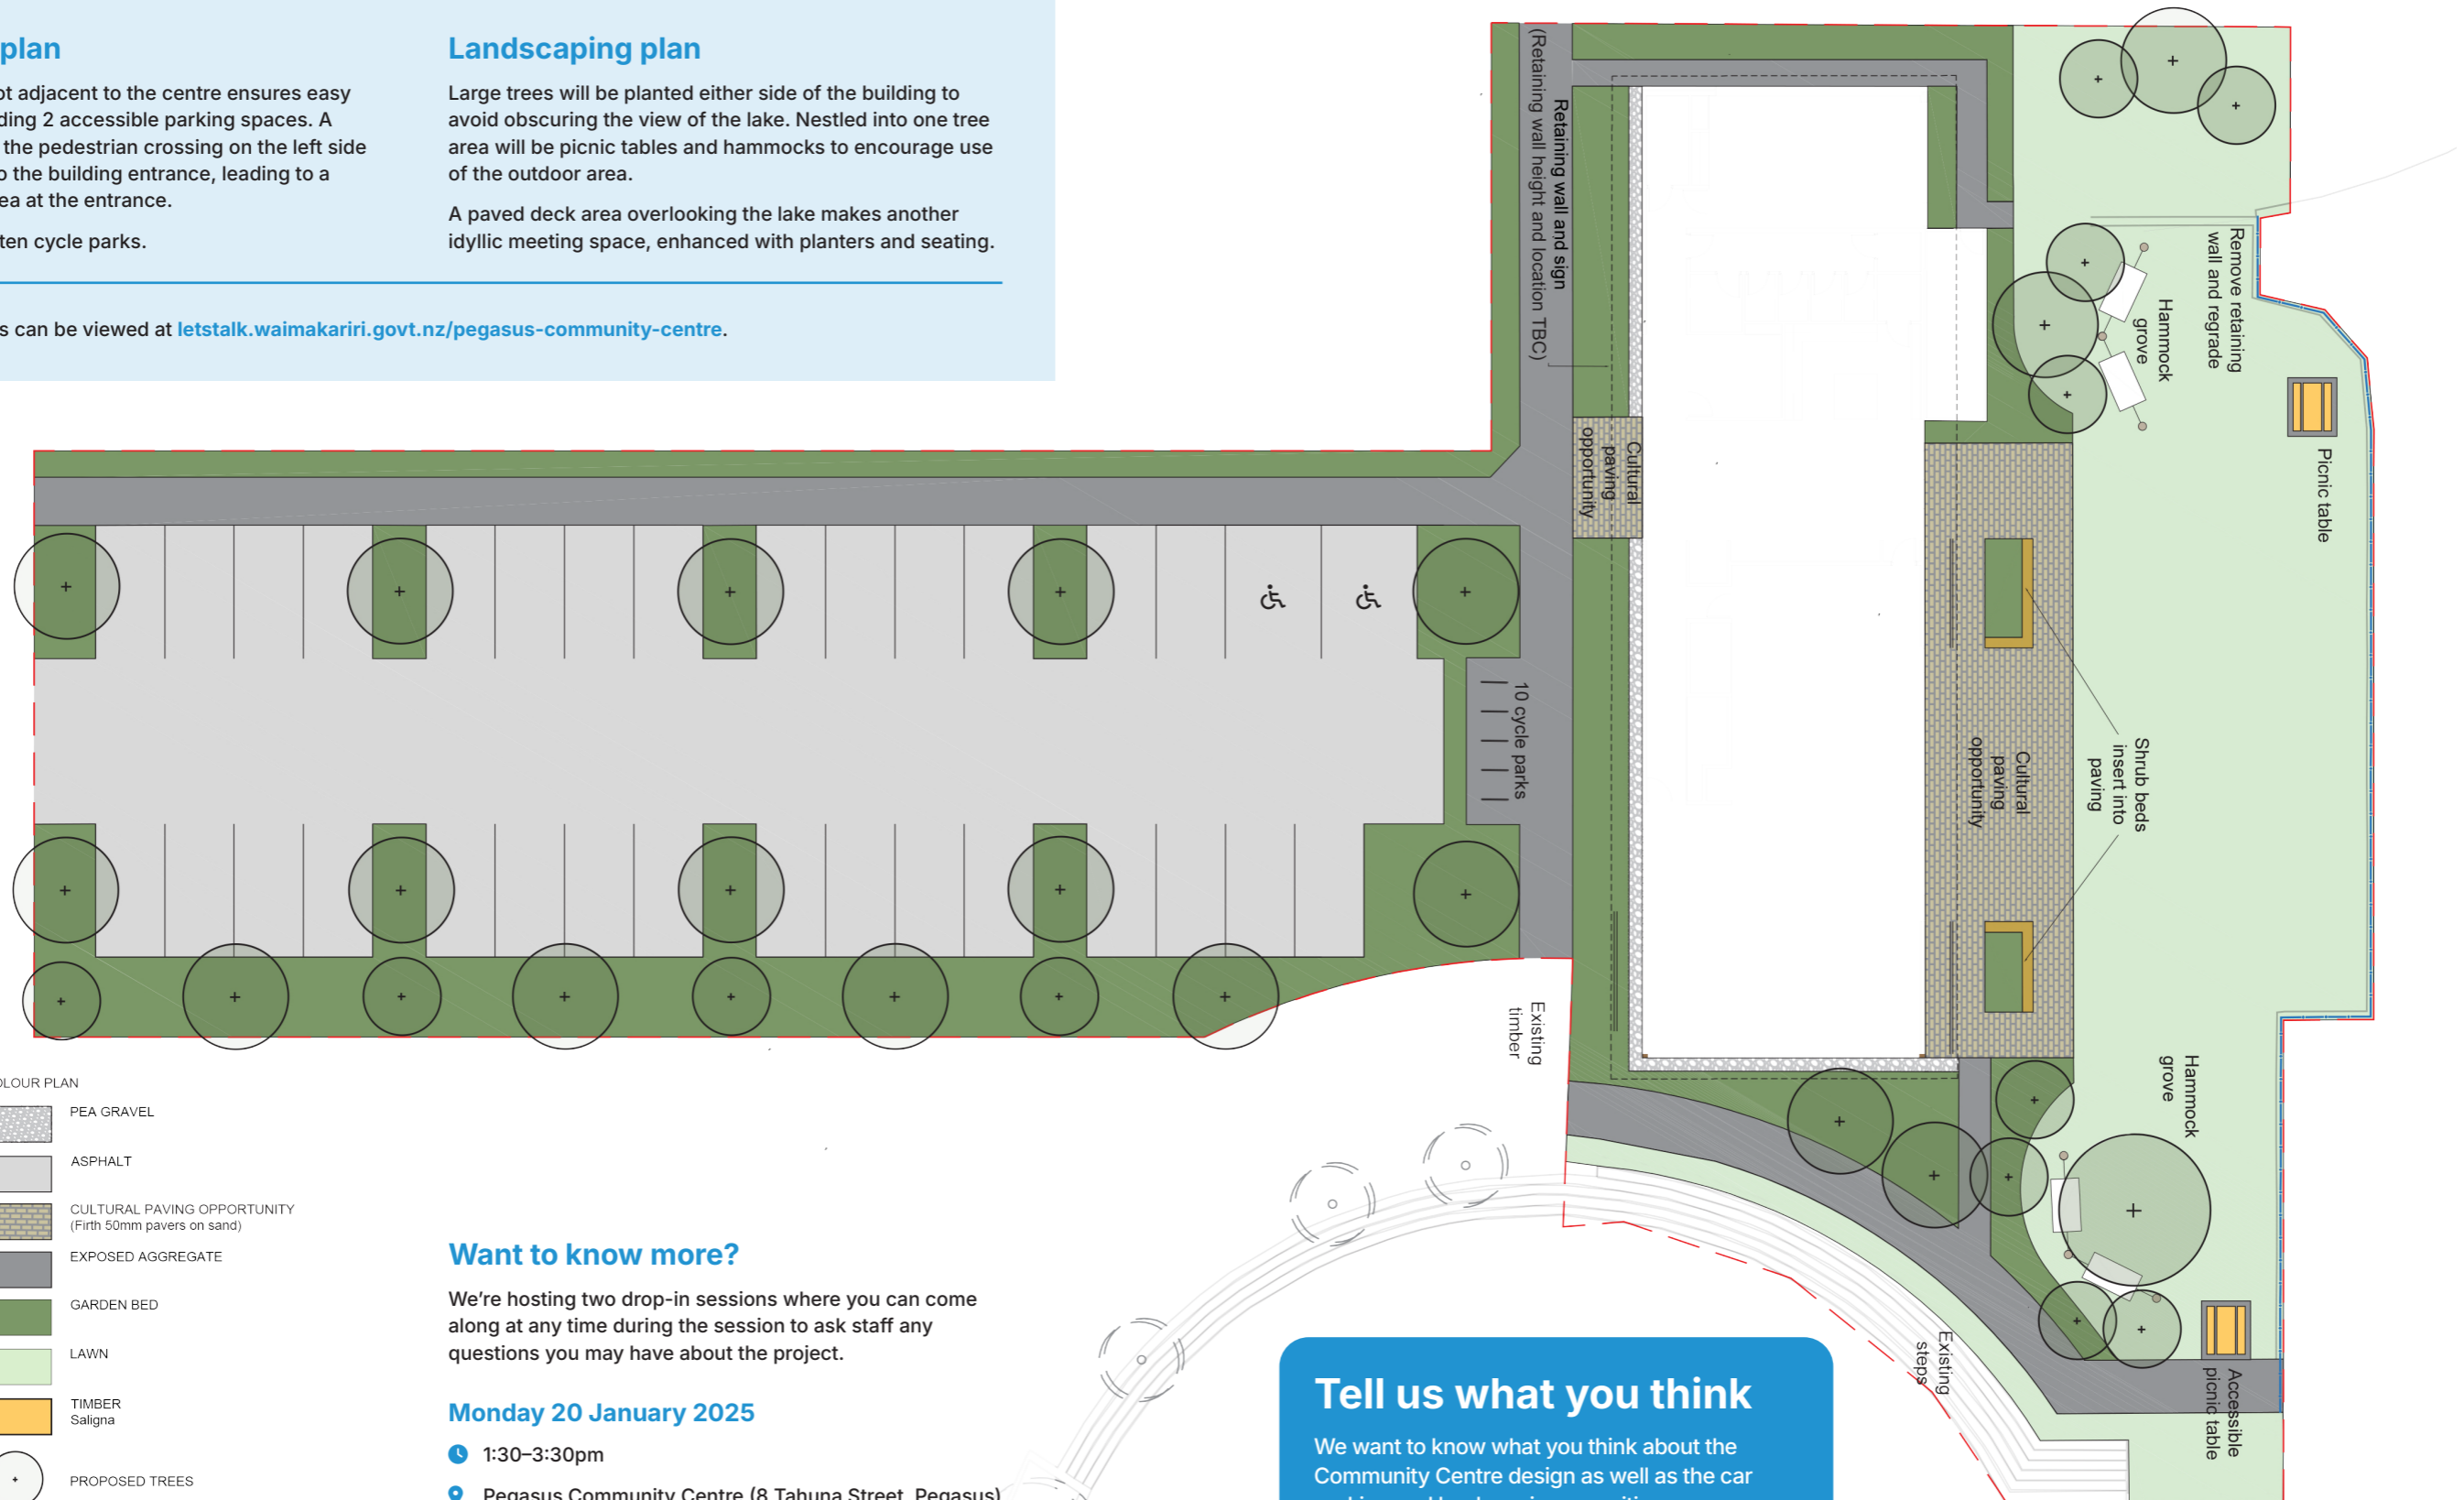 plan
ot adjacent to the centre ensures easy
ding 2 accessible parking spaces. A
the pedestrian crossing on the left side
o the building entrance, leading to a
ea at the entrance.
ten cycle parks.
Landscaping plan
Large trees will be planted either side of the building to
avoid obscuring the view of the lake. Nestled into one tree
area will be picnic tables and hammocks to encourage use
of the outdoor area.
A paved deck area overlooking the lake makes another
idyllic meeting space, enhanced with planters and seating.
s can be viewed at letstalk.waimakariri.govt.nz/pegasus-community-centre.
Retaining wall and sign
(Retaining wall height and location TBC)
Cultural
paving
opportunity
10 cycle parks
Existing
timber
Remove retaining
wall and regrade
Hammock
grove
Picnic table
Shrub beds
insert into
paving
Cultural
paving
opportunity
Hammock
grove
Existing
steps
Accessible
picnic table
OLOUR PLAN
PEA GRAVEL
ASPHALT
CULTURAL PAVING OPPORTUNITY
(Firth 50mm pavers on sand)
EXPOSED AGGREGATE
GARDEN BED
LAWN
TIMBER
Saligna
PROPOSED TREES
Want to know more?
We’re hosting two drop-in sessions where you can come
along at any time during the session to ask staff any
questions you may have about the project.
Monday 20 January 2025
1:30–3:30pm
Pegasus Community Centre (8 Tahuna Street, Pegasus)
Tell us what you think
We want to know what you think about the
Community Centre design as well as the car